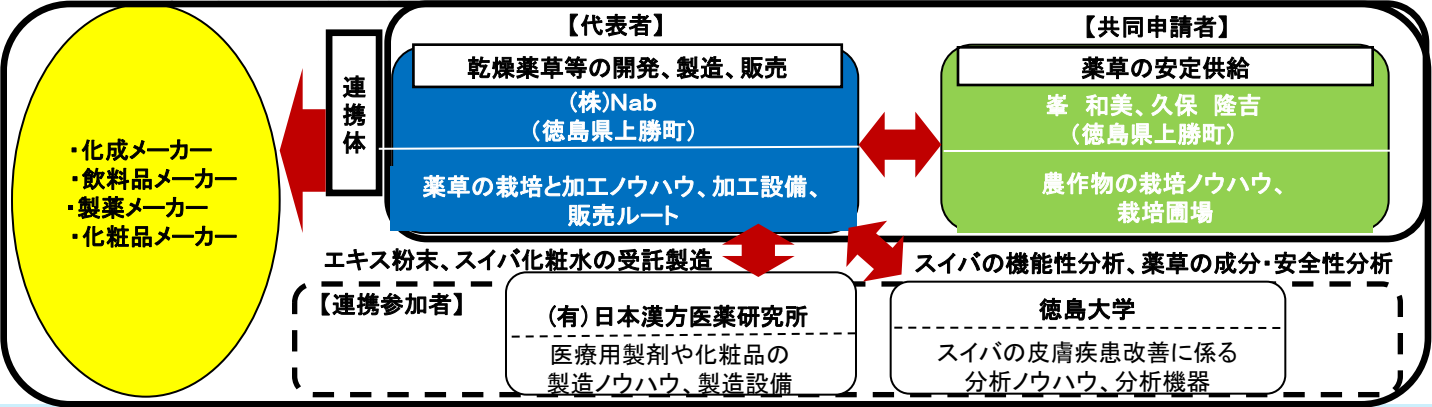 ・化成メーカー
・飲料品メーカー
・製薬メーカー
・化粧品メーカー
連
携
体
【代表者】
乾燥薬草等の開発、製造、販売
(株)Nab
(徳島県上勝町)
薬草の栽培と加工ノウハウ、加工設備、
販売ルート
【共同申請者】
薬草の安定供給
峯　和美、久保　隆吉
(徳島県上勝町)
農作物の栽培ノウハウ、
栽培圃場
エキス粉末、スイバ化粧水の受託製造
スイバの機能性分析、薬草の成分・安全性分析
【連携参加者】
(有)日本漢方医薬研究所
医療用製剤や化粧品の
製造ノウハウ、製造設備
徳島大学
スイバの皮膚疾患改善に係る
分析ノウハウ、分析機器